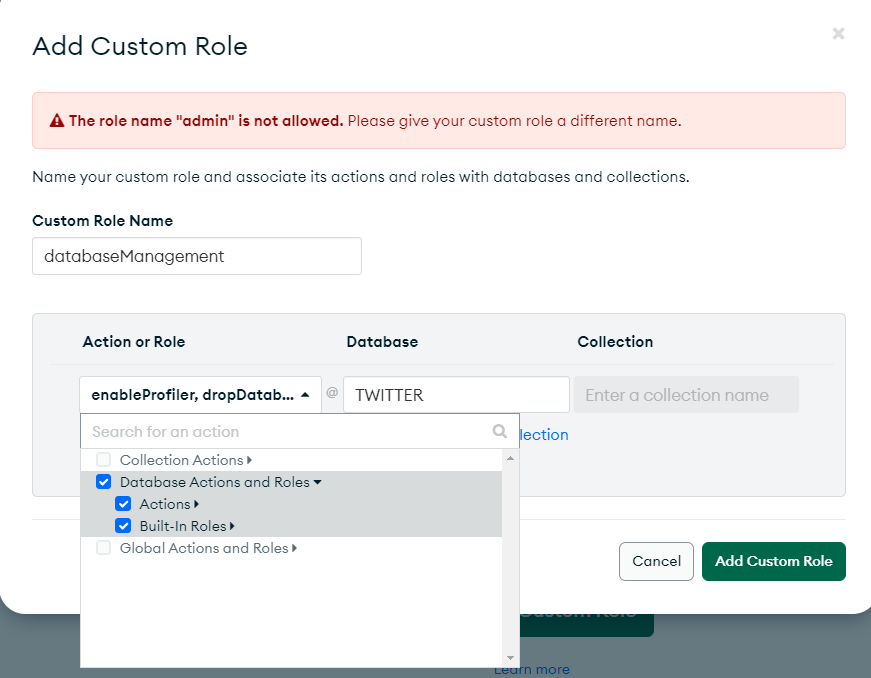 Add Custom Role
The role name "admin" is not allowed. Please give your custom role a different name.
Name your custom role and associate its actions and roles with databases and collections.
Custom Role Name
databaseManagement
Action or Role Database Collection
enableProfiler, dropDatab... @ TWITTER Enter a collection name
Search for an action
llection
Collection Actions
Database Actions and Roles
Actions
Built-In Roles
Global Actions and Roles
Cancel Add Custom Role
Custom Role
Learn more